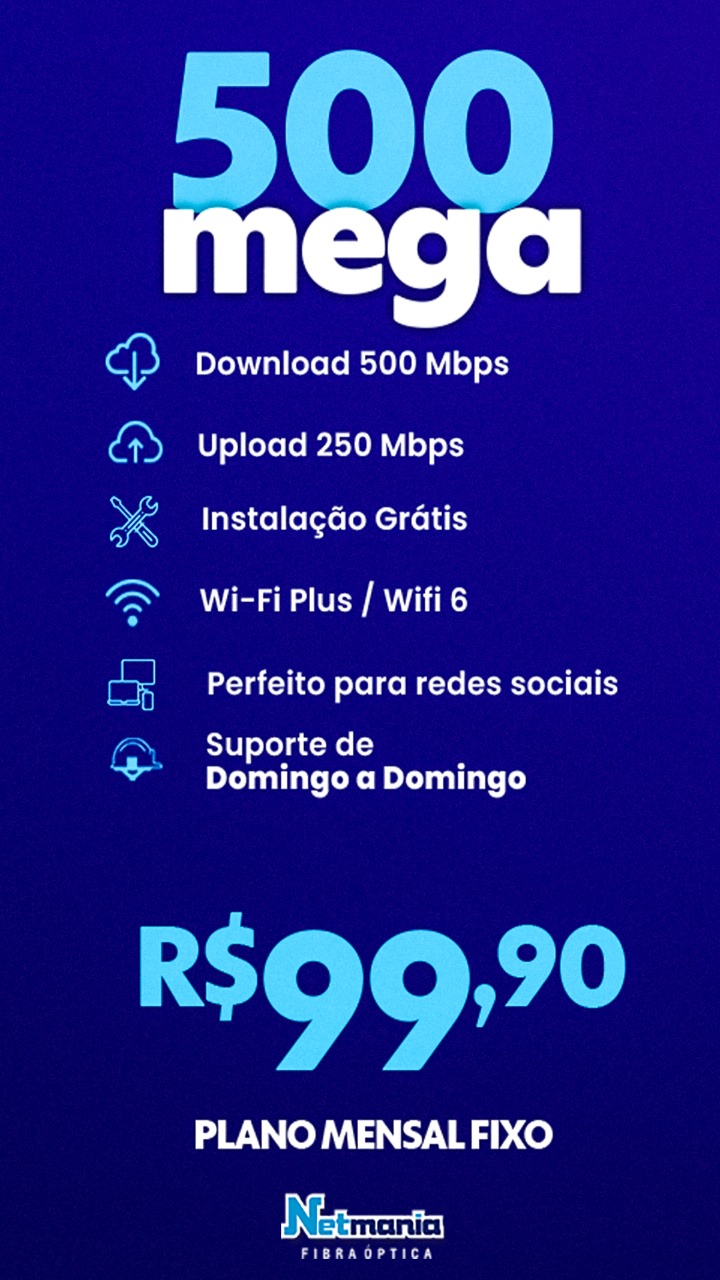 500
mega
Download 500 Mbps
Upload 250 Mbps
Instalação Grátis
Wi-Fi Plus / Wifi 6
Perfeito para redes sociais
Suporte de
Domingo a Domingo
R$99,90
PLANO MENSAL FIXO
Netmania
FIBRA ÓPTICA